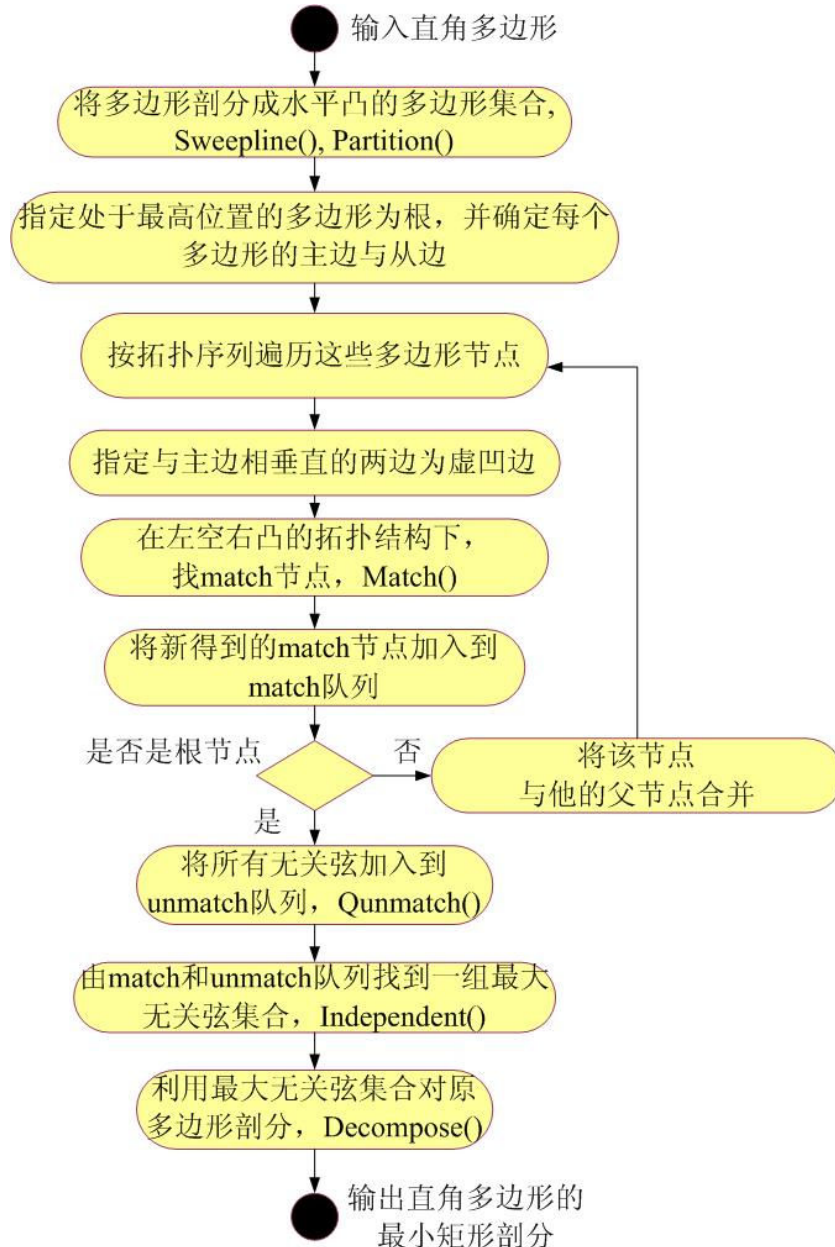 输入直角多边形
将多边形剖分成水平凸的多边形集合,
Sweepline(), Partition()
指定处于最高位置的多边形为根，并确定每个
多边形的主边与从边
按拓扑序列遍历这些多边形节点
指定与主边相垂直的两边为虚凹边
在左空右凸的拓扑结构下，
找match节点，Match()
将新得到的match节点加入到
match队列
是否是根节点
否
将该节点
与他的父节点合并
是
将所有无关弦加入到
unmatch队列，Qunmatch()
由match和unmatch队列找到一组最大
无关弦集合，Independent()
利用最大无关弦集合对原
多边形剖分，Decompose()
输出直角多边形的
最小矩形剖分